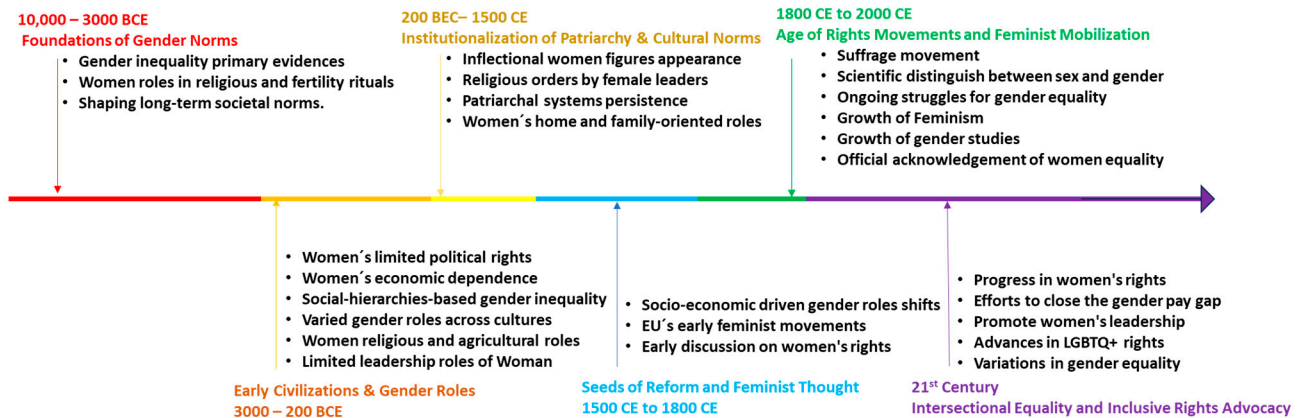 10,000 – 3000 BCE
Foundations of Gender Norms
• Gender inequality primary evidences
• Women roles in religious and fertility rituals
• Shaping long-term societal norms.
200 BEC– 1500 CE
Institutionalization of Patriarchy & Cultural Norms
• Inflectional women figures appearance
• Religious orders by female leaders
• Patriarchal systems persistence
• Women´s home and family-oriented roles
1800 CE to 2000 CE
Age of Rights Movements and Feminist Mobilization
• Suffrage movement
• Scientific distinguish between sex and gender
• Ongoing struggles for gender equality
• Growth of Feminism
• Growth of gender studies
• Official acknowledgement of women equality
• Women´s limited political rights
• Women´s economic dependence
• Social-hierarchies-based gender inequality
• Varied gender roles across cultures
• Women religious and agricultural roles
• Limited leadership roles of Woman
Early Civilizations & Gender Roles
3000 – 200 BCE
• Socio-economic driven gender roles shifts
• EU´s early feminist movements
• Early discussion on women's rights
Seeds of Reform and Feminist Thought
1500 CE to 1800 CE
• Progress in women's rights
• Efforts to close the gender pay gap
• Promote women's leadership
• Advances in LGBTQ+ rights
• Variations in gender equality
21st Century
Intersectional Equality and Inclusive Rights Advocacy